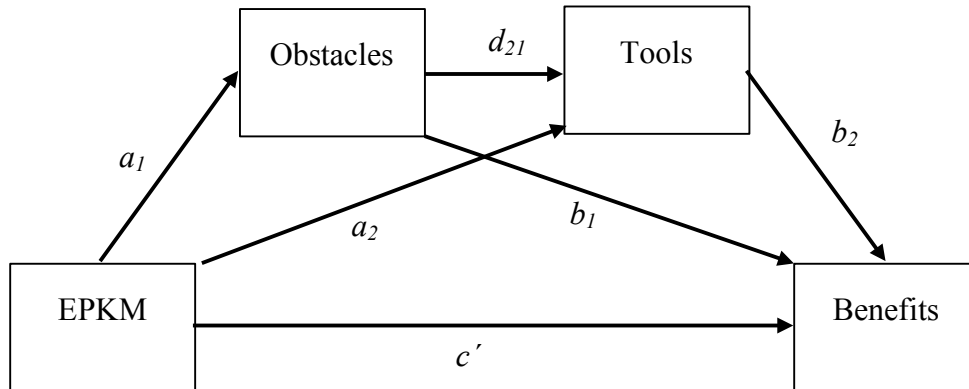 Obstacles
d21
Tools
a1
b2
a2
b1
EPKM
Benefits
c´